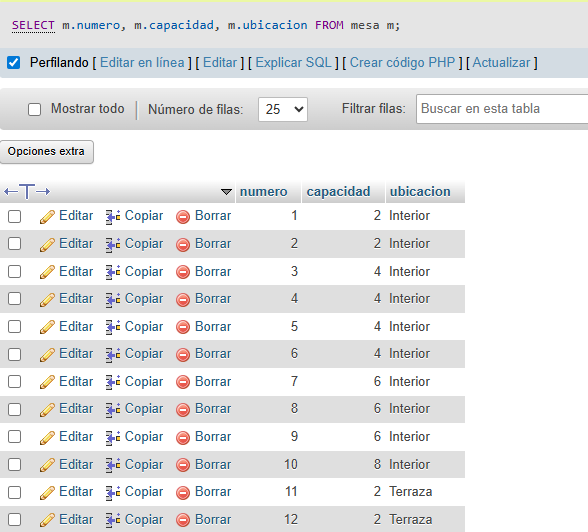 SELECT m.numero, m.capacidad, m.ubicacion FROM mesa m;
Perfilando [ Editar en línea ] [ Editar ] [ Explicar SQL ] [ Crear código PHP ] [ Actualizar ]
Mostrar todo | Número de filas: 25 Filtrar filas: Buscar en esta tabla
Opciones extra
←T→ numero capacidad ubicacion
Editar Copiar Borrar 1 2 Interior
Editar Copiar Borrar 2 2 Interior
Editar Copiar Borrar 3 4 Interior
Editar Copiar Borrar 4 4 Interior
Editar Copiar Borrar 5 4 Interior
Editar Copiar Borrar 6 4 Interior
Editar Copiar Borrar 7 6 Interior
Editar Copiar Borrar 8 6 Interior
Editar Copiar Borrar 9 6 Interior
Editar Copiar Borrar 10 8 Interior
Editar Copiar Borrar 11 2 Terraza
Editar Copiar Borrar 12 2 Terraza